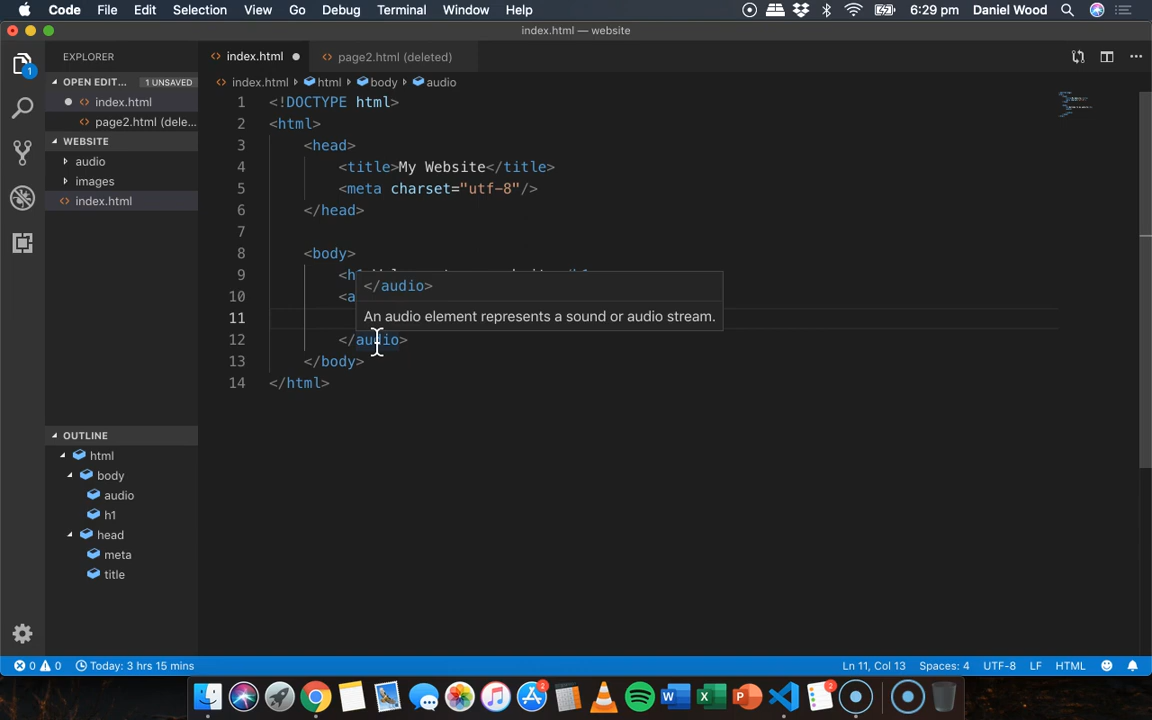 Code File Edit Selection View Go Debug Terminal Window Help 6:29 pm Daniel Wood
index.html — website
EXPLORER
OPEN EDIT... 1 UNSAVED
index.html
page2.html (dele...
WEBSITE
audio
images
index.html
OUTLINE
html
body
audio
h1
head
meta
title
index.html page2.html (deleted)
index.html html body audio
1 <!DOCTYPE html>
2 <html>
3 <head>
4 <title>My Website</title>
5 <meta charset="utf-8"/>
6 </head>
7
8 <body>
9 <h1
10 <a
</audio>
An audio element represents a sound or audio stream.
11
12 </audio>
13 </body>
14 </html>
0 0 Today: 3 hrs 15 mins Ln 11, Col 13 Spaces: 4 UTF-8 LF HTML